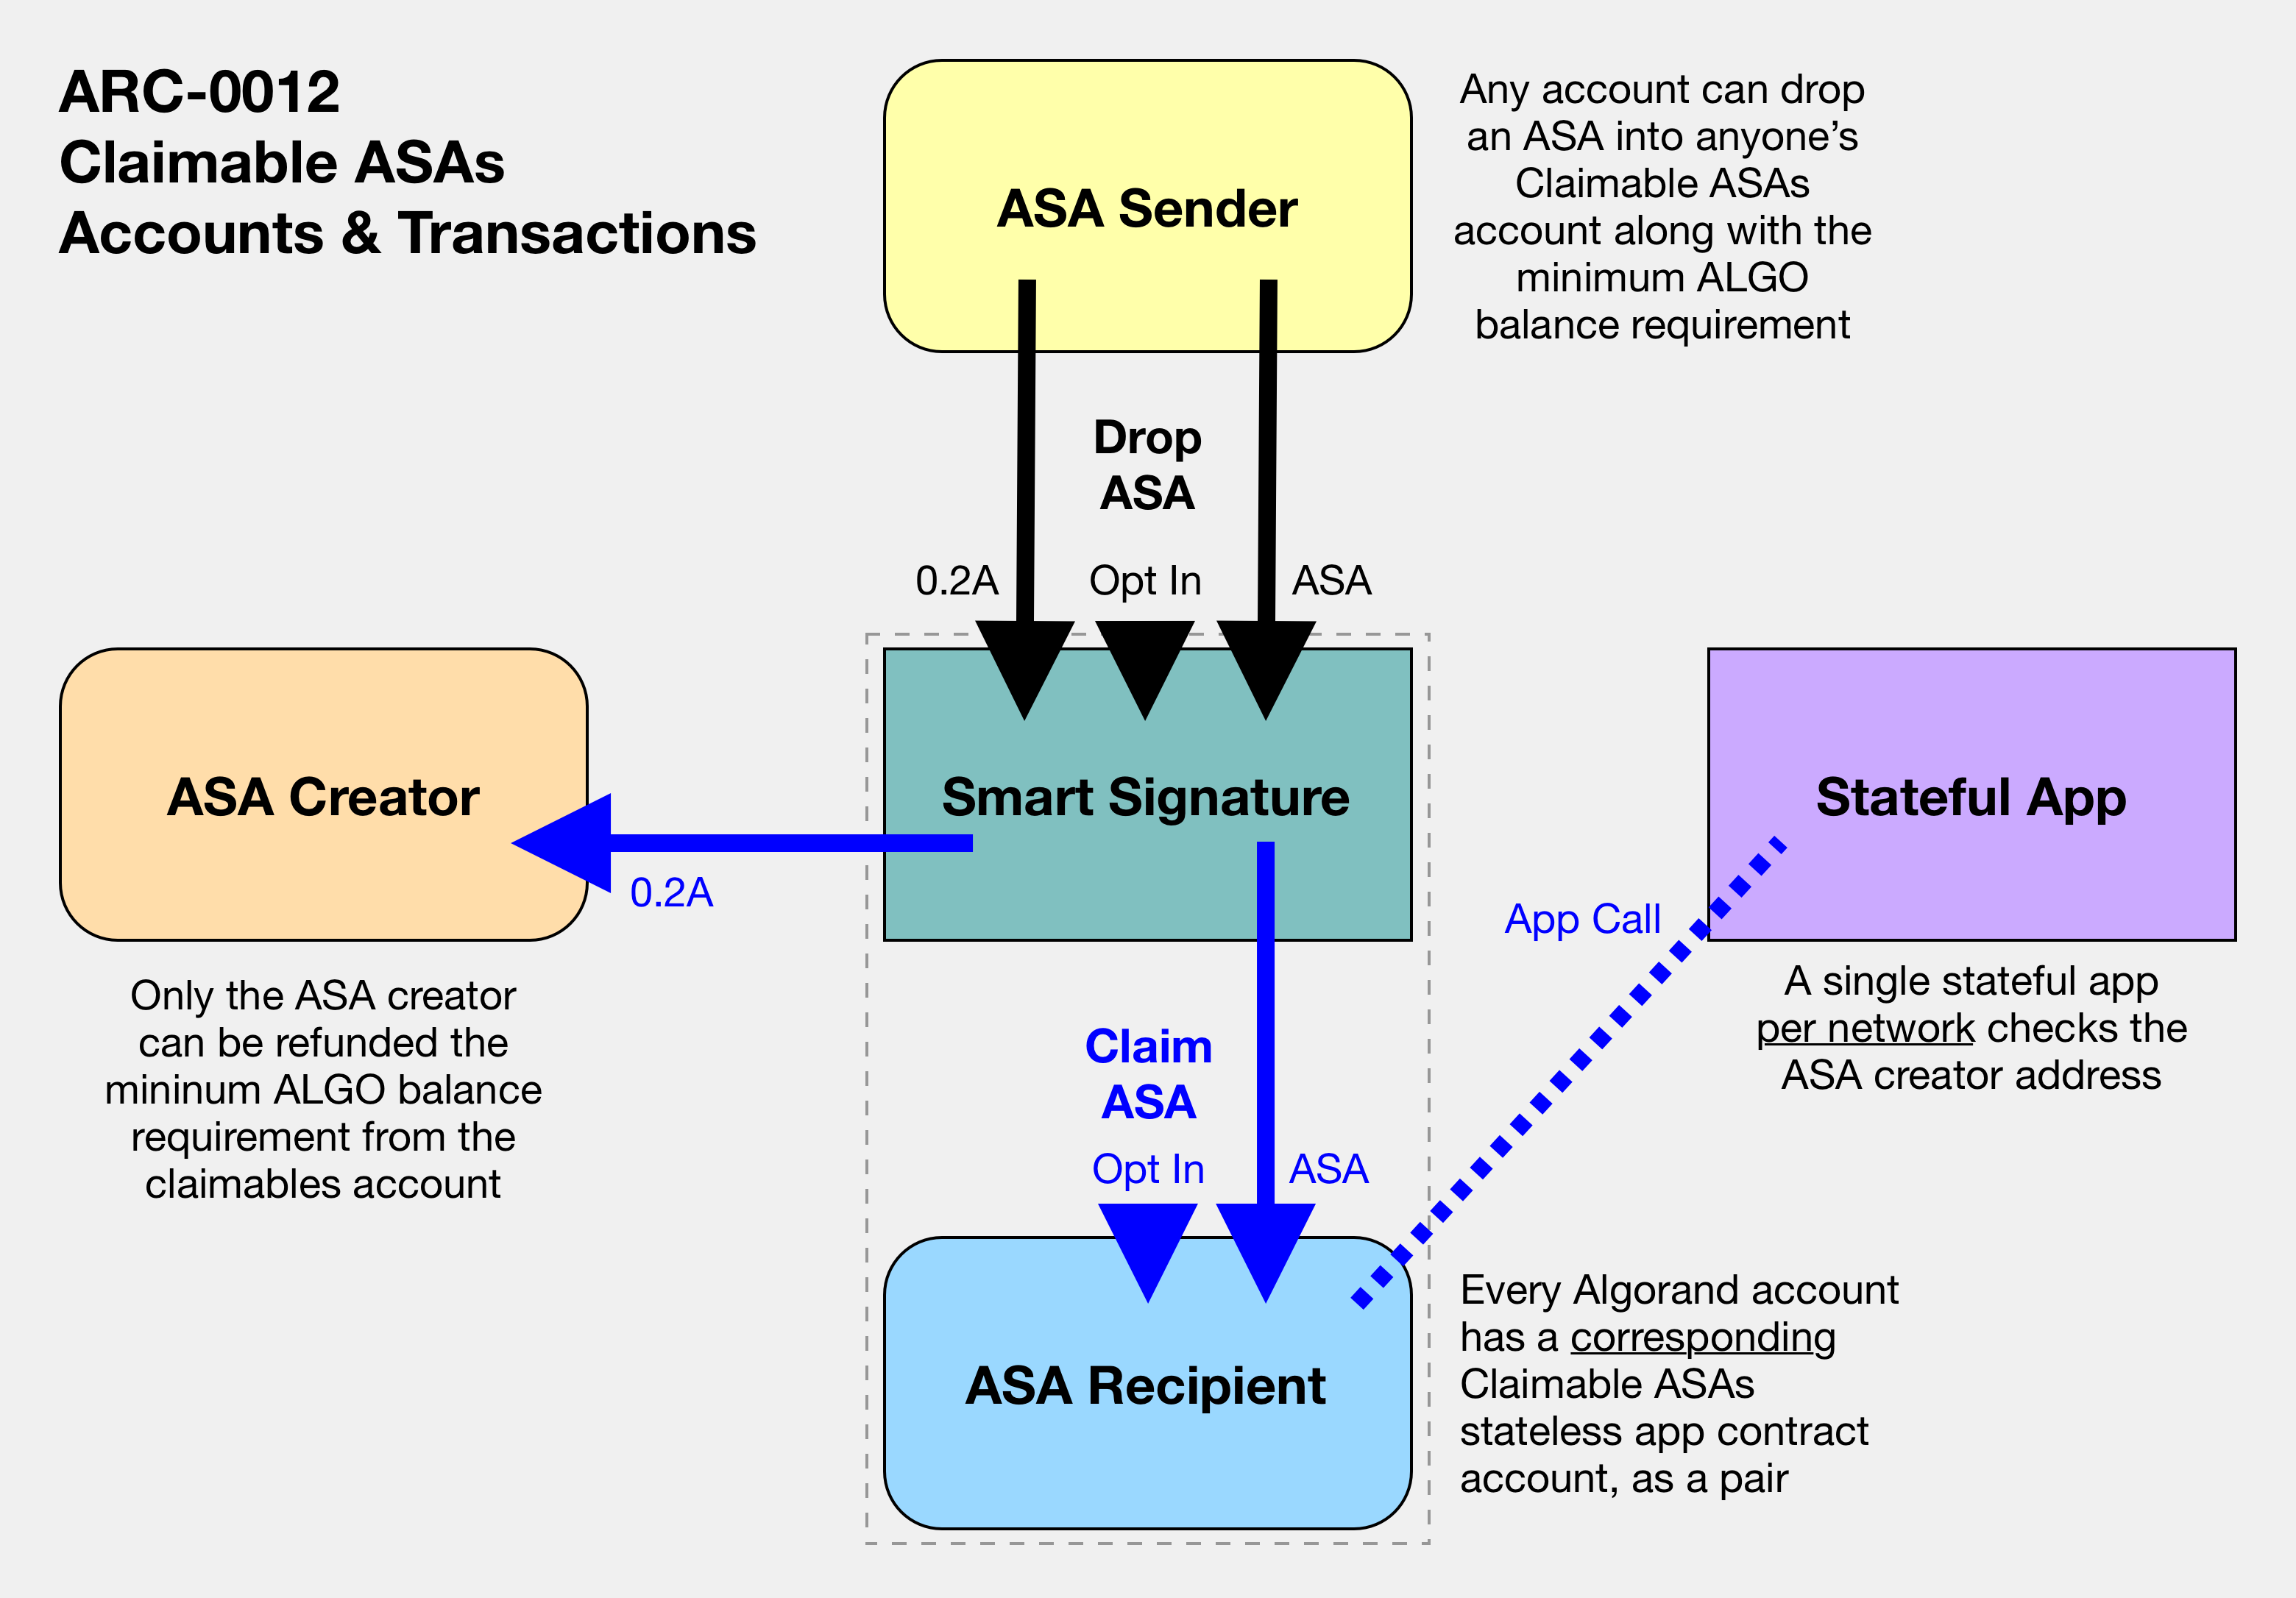 ARC-0012
Claimable ASAs
Accounts & Transactions
ASA Sender
Any account can drop
an ASA into anyone’s
Claimable ASAs
account along with the
minimum ALGO
balance requirement
Drop
ASA
0.2A
Opt In
ASA
ASA Creator
Smart Signature
Stateful App
0.2A
App Call
Only the ASA creator
can be refunded the
mininum ALGO balance
requirement from the
claimables account
A single stateful app
per network checks the
ASA creator address
Claim
ASA
Opt In
ASA
ASA Recipient
Every Algorand account
has a corresponding
Claimable ASAs
stateless app contract
account, as a pair